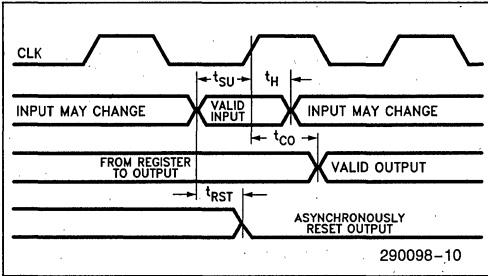 CLK
tSU
tH
INPUT MAY CHANGE
VALID
INPUT
INPUT MAY CHANGE
tCO
FROM REGISTER
TO OUTPUT
VALID OUTPUT
tRST
ASYNCHRONOUSLY
RESET OUTPUT
290098-10